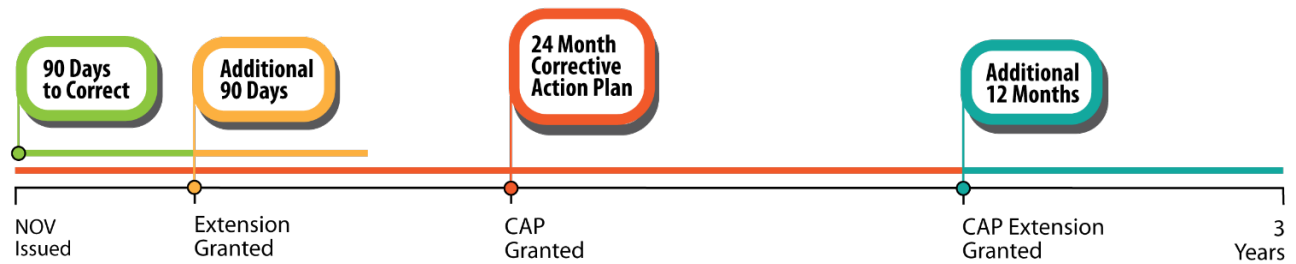 90 Days
to Correct
Additional
90 Days
24 Month
Corrective
Action Plan
Additional
12 Months
NOV
Issued
Extension
Granted
CAP
Granted
CAP Extension
Granted
3
Years